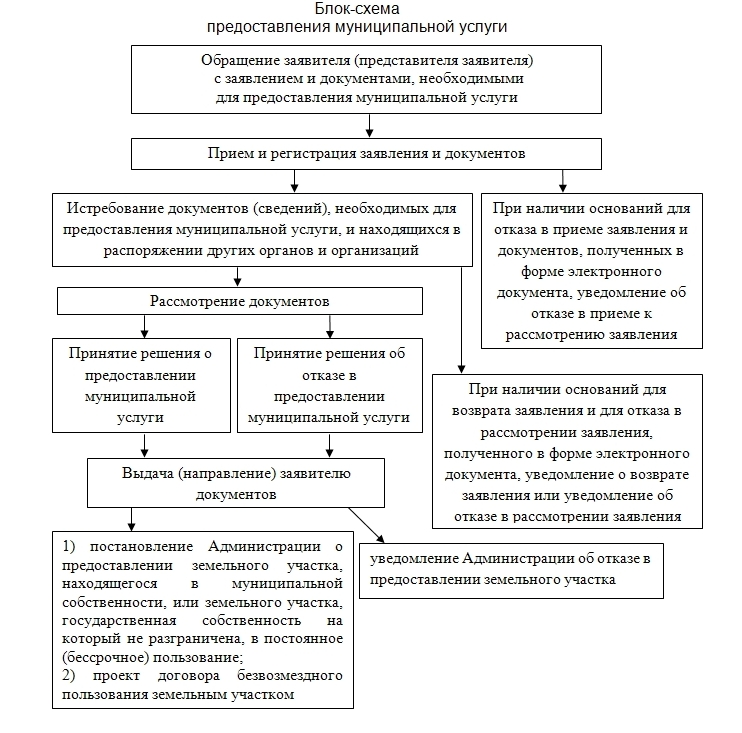 Блок-схема
предоставления муниципальной услуги
Обращение заявителя (представителя заявителя)
с заявлением и документами, необходимыми
для предоставления муниципальной услуги
Прием и регистрация заявления и документов
Истребование документов (сведений), необходимых для
предоставления муниципальной услуги, и находящихся в
распоряжении других органов и организаций
При наличии оснований для
отказа в приеме заявления и
документов, полученных в
форме электронного
документа, уведомление об
отказе в приеме к
рассмотрению заявления
Рассмотрение документов
Принятие решения о
предоставлении
муниципальной
услуги
Принятие решения об
отказе в
предоставлении
муниципальной услуги
При наличии оснований для
возврата заявления и для отказа в
рассмотрении заявления,
полученного в форме электронного
документа, уведомление о возврате
заявления или уведомление об
отказе в рассмотрении заявления
Выдача (направление) заявителю
документов
1) постановление Администрации о
предоставлении земельного участка,
находящегося в муниципальной
собственности, или земельного участка,
государственная собственность на
который не разграничена, в постоянное
(бессрочное) пользование;
2) проект договора безвозмездного
пользования земельным участком
уведомление Администрации об отказе в
предоставлении земельного участка